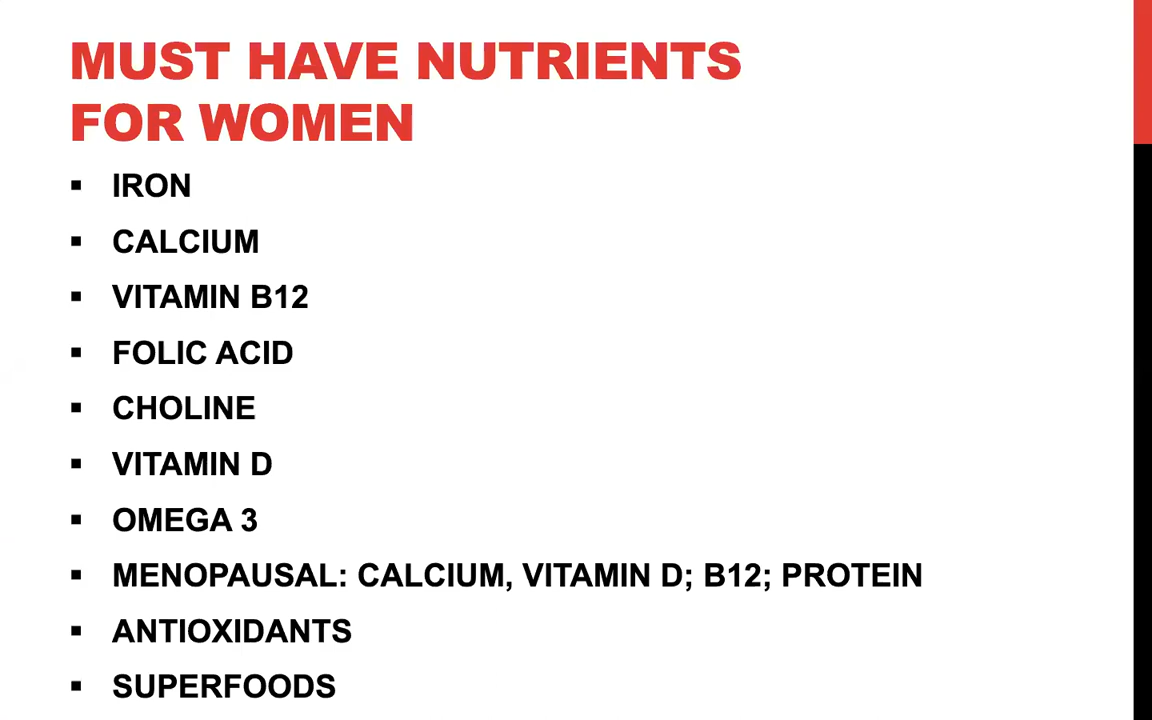 MUST HAVE NUTRIENTS
FOR WOMEN
▪ IRON
▪ CALCIUM
▪ VITAMIN B12
▪ FOLIC ACID
▪ CHOLINE
▪ VITAMIN D
▪ OMEGA 3
▪ MENOPAUSAL: CALCIUM, VITAMIN D; B12; PROTEIN
▪ ANTIOXIDANTS
▪ SUPERFOODS